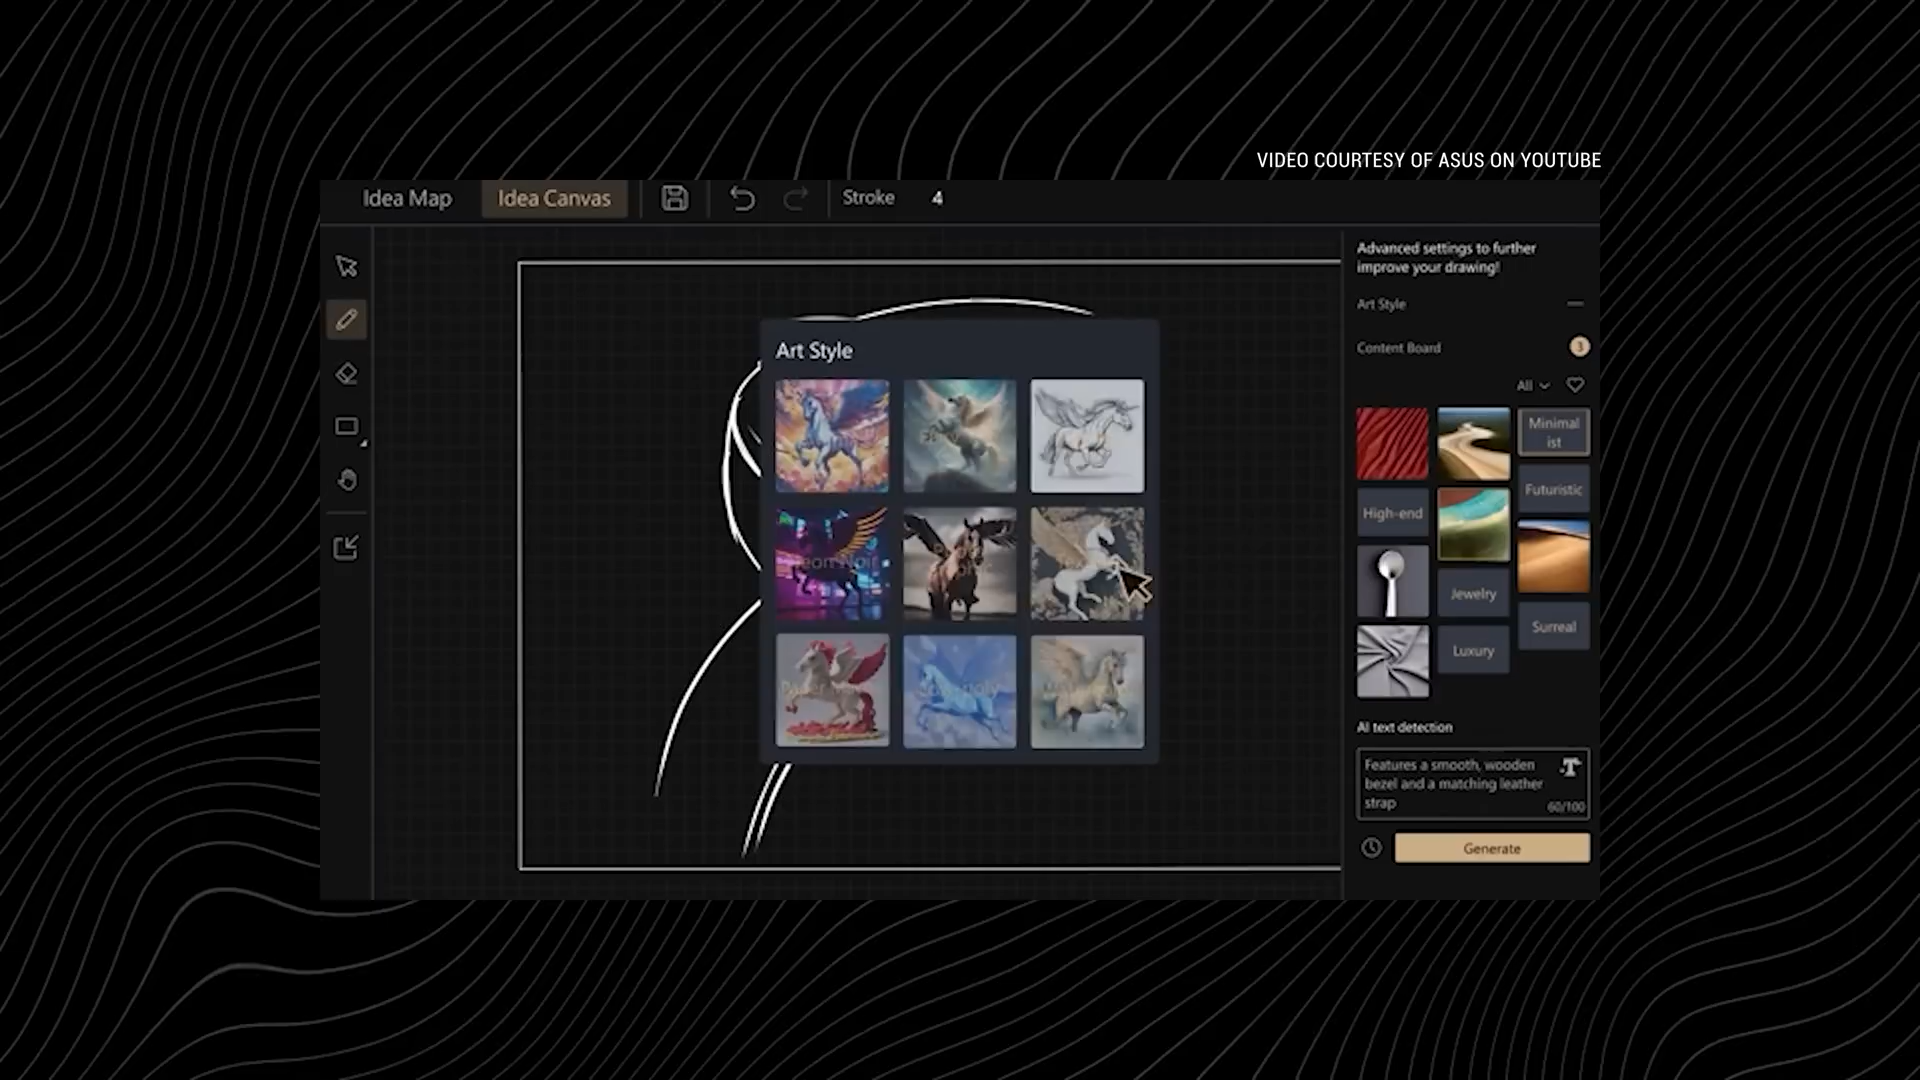 VIDEO COURTESY OF ASUS ON YOUTUBE
Idea Map
Idea Canvas
Stroke
4
Advanced settings to further
improve your drawing!
Art Style
Content Board
3
All
Minimal
ist
Futuristic
High-end
Jewelry
Surreal
Luxury
Art Style
AI text detection
Features a smooth, wooden
bezel and a matching leather
strap
60/100
Generate